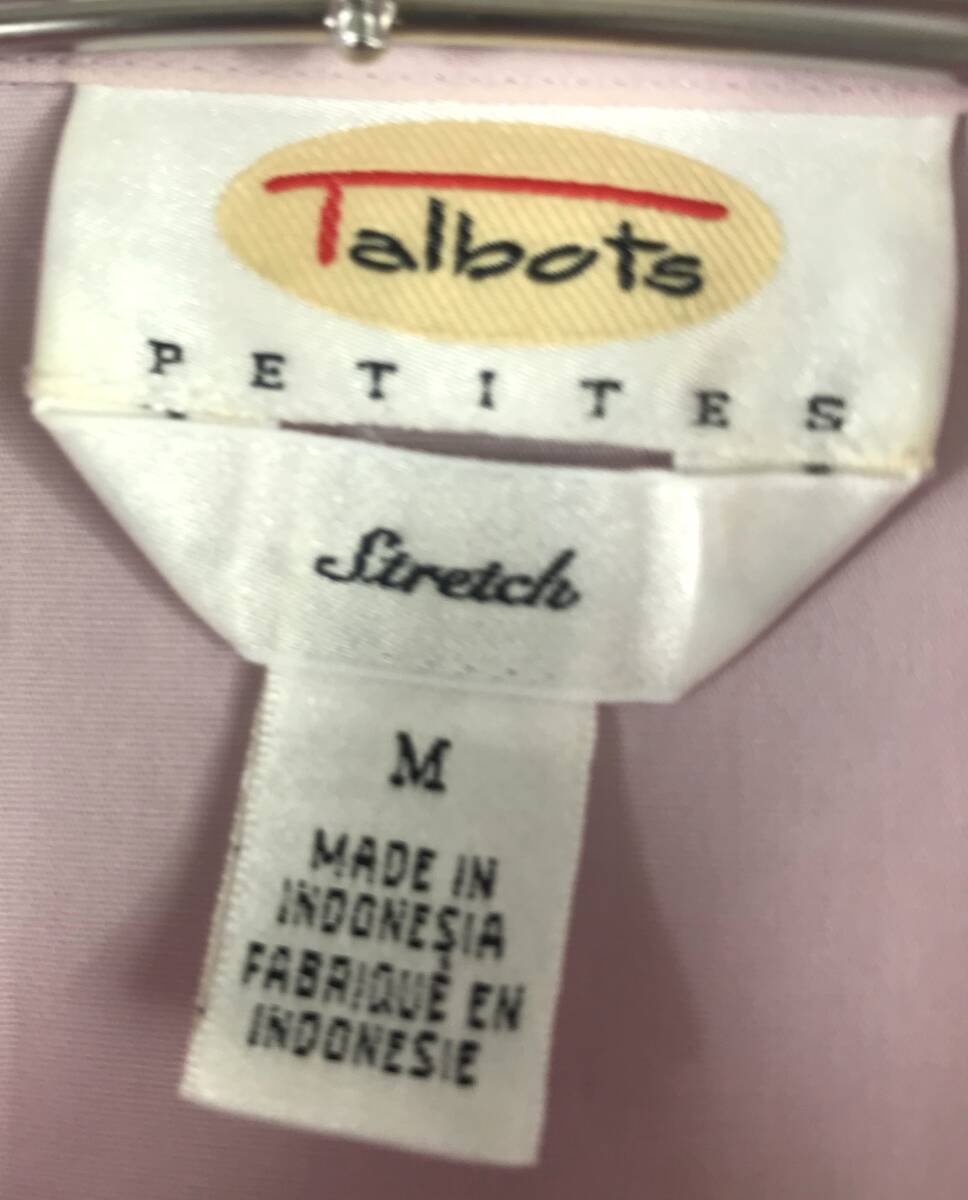 Talbots
PETITES
Stretch
M
MADE IN
INDONESIA
FABRIQUÉ EN
INDONESIE